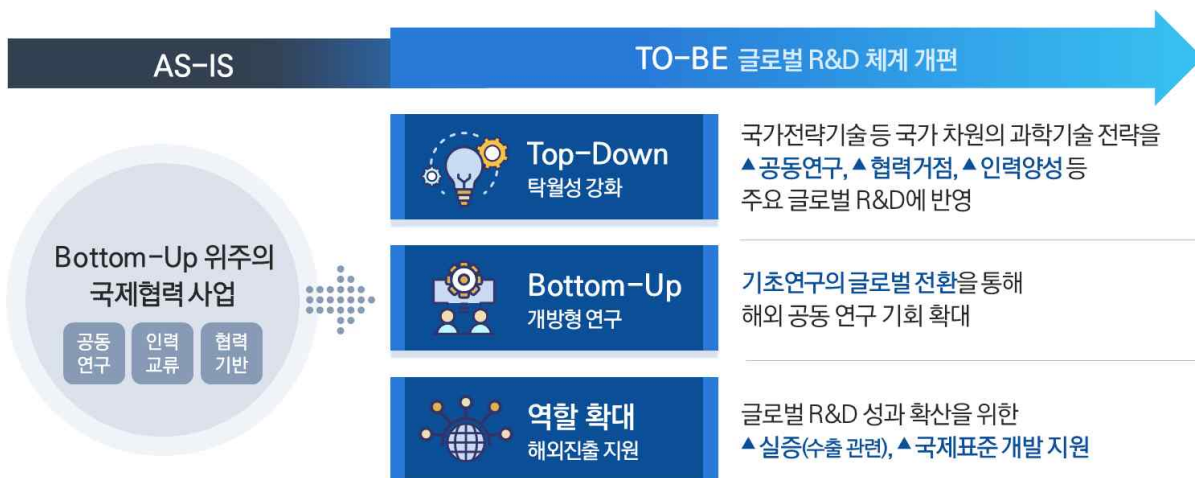 AS-IS
TO-BE 글로벌 R&D 체계 개편
Bottom-Up 위주의
국제협력 사업
공동
연구
인력
교류
협력
기반
Top-Down
탁월성 강화
국가전략기술 등 국가 차원의 과학기술 전략을
▲공동연구, ▲협력거점, ▲인력양성 등
주요 글로벌 R&D에 반영
Bottom-Up
개방형 연구
기초연구의 글로벌 전환을 통해
해외 공동 연구 기회 확대
역할 확대
해외진출 지원
글로벌 R&D 성과 확산을 위한
▲실증(수출 관련), ▲국제표준 개발 지원